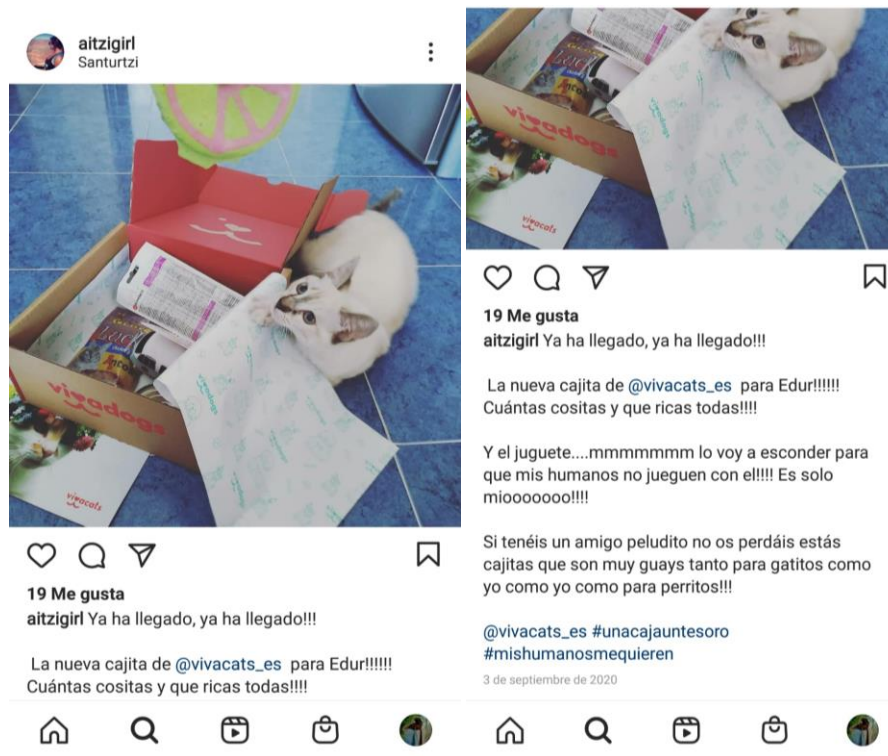 aitzigirl
Santurtzi
vivadogs
vivacats
19 Me gusta
aitzigirl Ya ha llegado, ya ha llegado!!!
La nueva cajita de @vivacats_es para Edur!!!!!!
Cuántas cositas y que ricas todas!!!!
vivadogs
vivacats
19 Me gusta
aitzigirl Ya ha llegado, ya ha llegado!!!
La nueva cajita de @vivacats_es para Edur!!!!!!
Cuántas cositas y que ricas todas!!!!
Y el juguete....mmmmmmm lo voy a esconder para
que mis humanos no jueguen con el!!!! Es solo
miooooooo!!!!
Si tenéis un amigo peludito no os perdáis estás
cajitas que son muy guays tanto para gatitos como
yo como yo como para perritos!!!
@vivacats_es #unacajauntesoro
#mishumanosmequieren
3 de septiembre de 2020